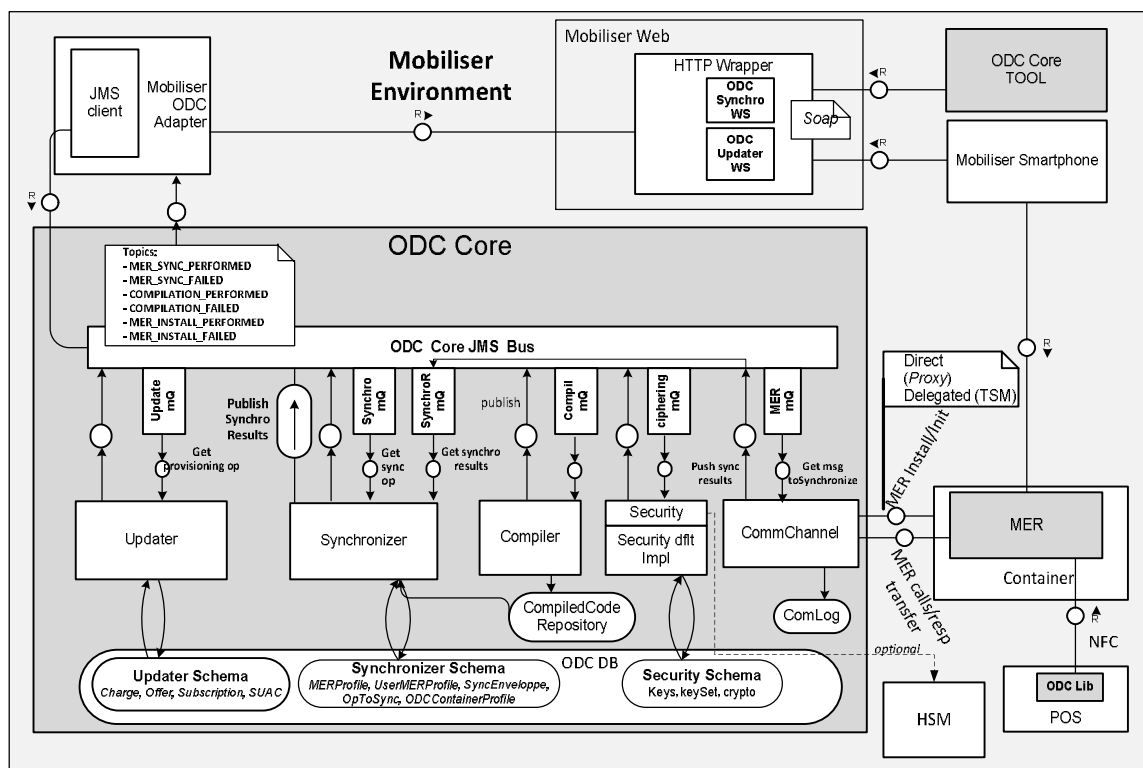 Mobiliser Web
Mobiliser
Environment
JMS
client
Mobiliser
ODC
Adapter
HTTP Wrapper
ODC
Synchro
WS
ODC
Updater
WS
Soap
ODC Core
TOOL
Mobiliser Smartphone
R
R
R
R
R
R
ODC Core
Topics:
- MER_SYNC_PERFORMED
- MER_SYNC_FAILED
- COMPILATION_PERFORMED
- COMPILATION_FAILED
- MER_INSTALL_PERFORMED
- MER_INSTALL_FAILED
ODC Core JMS Bus
Direct
(Proxy)
Delegated (TSM)
Update
mQ
Publish
Synchro
Results
Synchro
mQ
SynchroR
mQ
publish
Compil
mQ
ciphering
mQ
MER
mQ
Get
provisioning op
Get
sync
op
Get synchro
results
Push sync
results
Get msg
toSynchronize
MER Install/Init
MER calls/resp
transfer
Updater
Synchronizer
Compiler
Security
Security dflt
Impl
CommChannel
MER
Container
CompiledCode
Repository
ComLog
NFC
optional
ODC DB
Updater Schema
Charge, Offer, Subscription, SUAC
Synchronizer Schema
MERProfile, UserMERProfile, SyncEnveloppe,
OpToSync, ODCContainerProfile
Security Schema
Keys, keySet, crypto
HSM
ODC Lib
POS